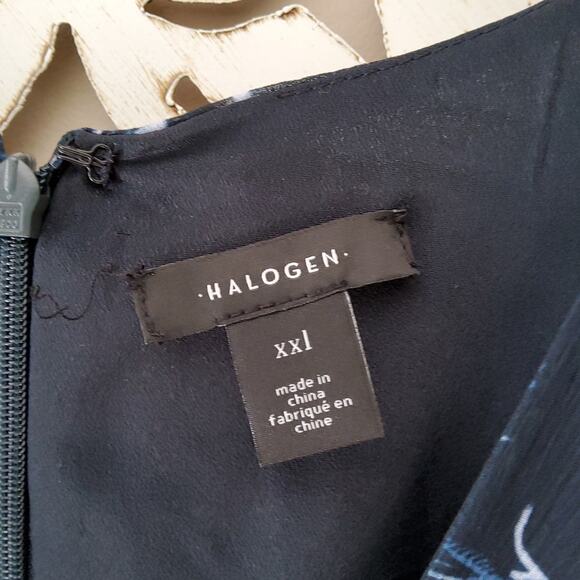 ·HALOGEN·
xxl
made in
china
fabriqué en
chine